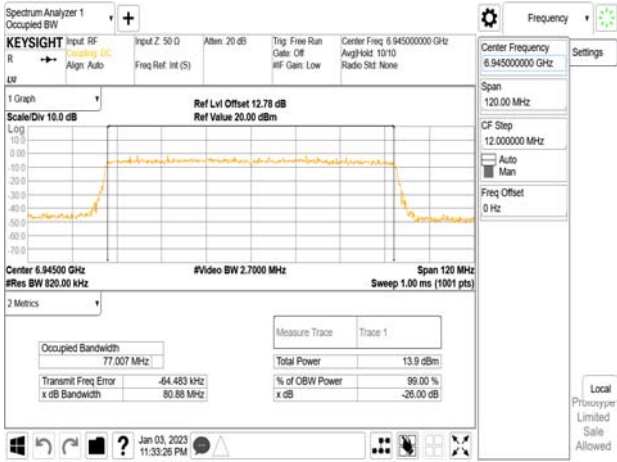 Spectrum Analyzer 1
Occupied BW
Frequency
KEYSIGHT
R
LXI
Input: RF
Coupling: DC
Align: Auto
Input Z: 50 Ω
Freq Ref: Int (S)
Atten: 20 dB
Trig: Free Run
Gate: Off
#IF Gain: Low
Center Freq: 6.945000000 GHz
Avg|Hold: 10/10
Radio Std: None
Center Frequency
6.945000000 GHz
Settings
Span
120.00 MHz
CF Step
12.000000 MHz
Auto
Man
Freq Offset
0 Hz
1 Graph
Scale/Div 10.0 dB
Ref Lvl Offset 12.78 dB
Ref Value 20.00 dBm
Log
10.0
0.00
-10.0
-20.0
-30.0
-40.0
-50.0
-60.0
-70.0
Center 6.94500 GHz
#Res BW 820.00 kHz
#Video BW 2.7000 MHz
Span 120 MHz
Sweep 1.00 ms (1001 pts)
2 Metrics
Measure Trace
Trace 1
Occupied Bandwidth
77.007 MHz
Total Power
13.9 dBm
Transmit Freq Error
-64.483 kHz
% of OBW Power
99.00 %
x dB Bandwidth
80.88 MHz
x dB
-26.00 dB
Local
Prototype
Limited
Sale
Allowed
?
Jan 03, 2023
11:33:26 PM